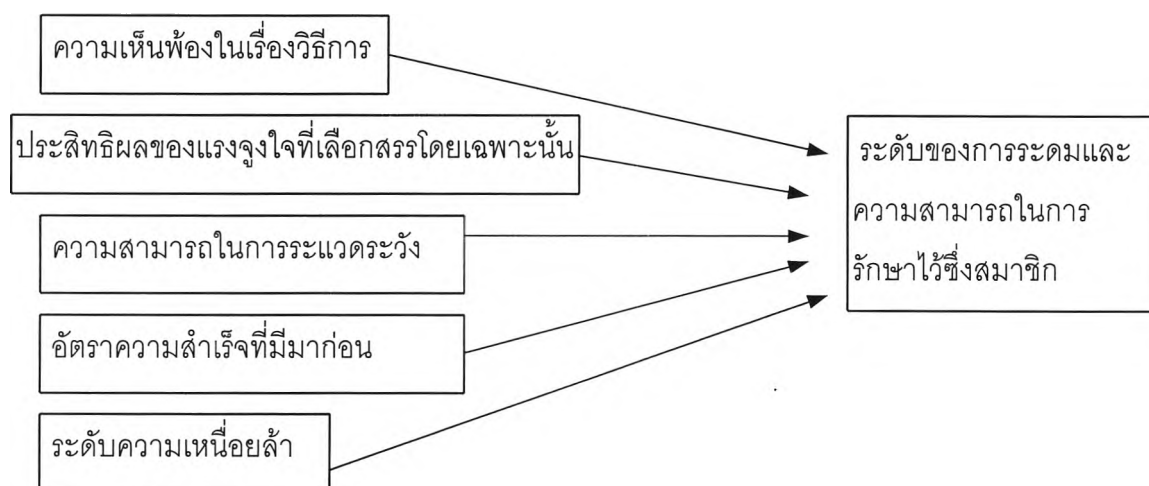 ความเห็นพ้องในเรื่องวิธีการ
ประสิทธิผลของแรงจูงใจที่เลือกสรรโดยเฉพาะนั้น
ความสามารถในการระแวดระวัง
อัตราความสำเร็จที่มีมาก่อน
ระดับความเหนื่อยล้า
ระดับของการระดมและ
ความสามารถในการ
รักษาไว้ซึ่งสมาชิก